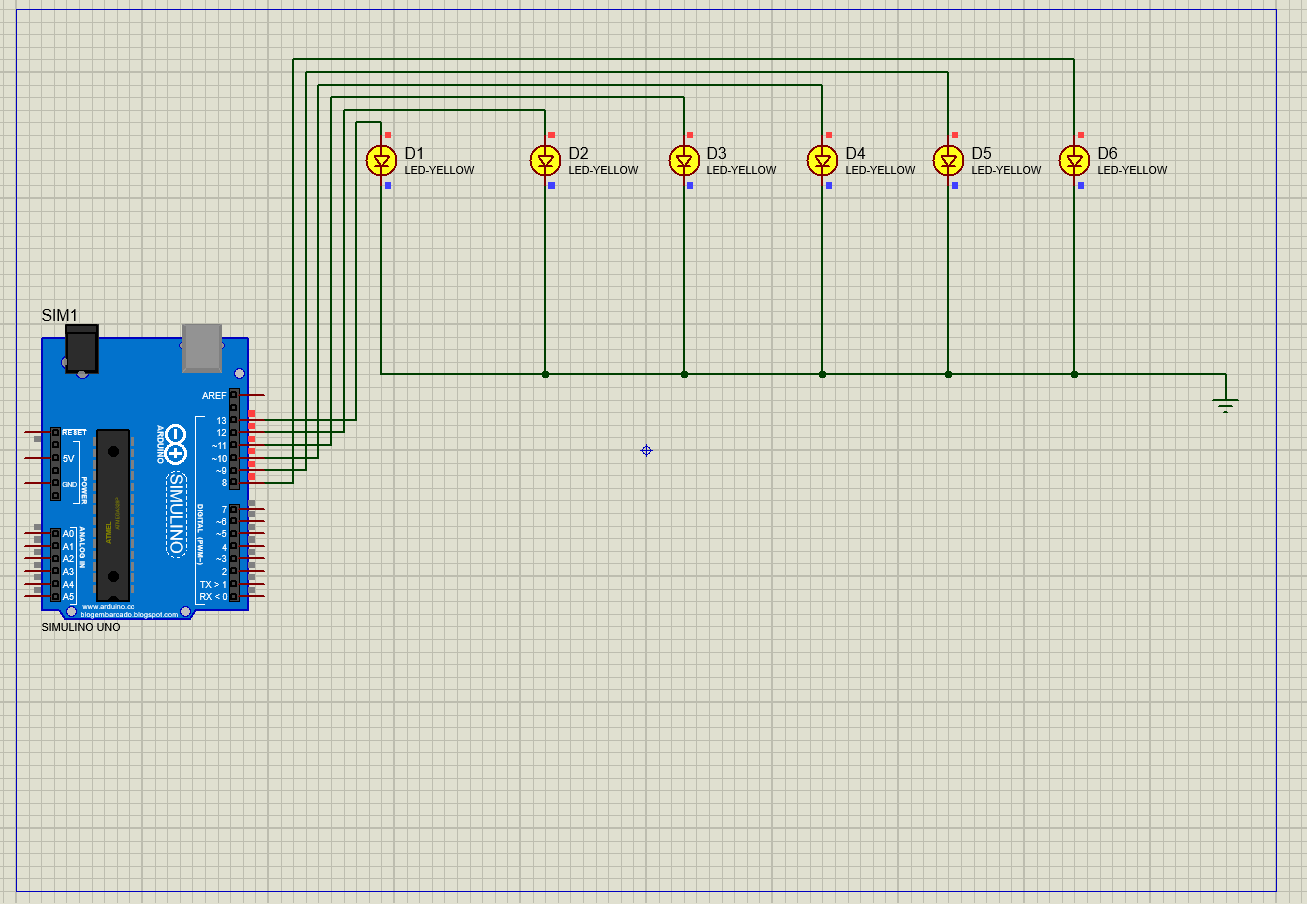 D1
LED-YELLOW
D2
LED-YELLOW
D3
LED-YELLOW
D4
LED-YELLOW
D5
LED-YELLOW
D6
LED-YELLOW
SIM1
AREF
13
12
~11
~10
~9
8
7
~6
~5
4
~3
2
TX > 1
RX < 0
RESET
5V
GND
POWER
A0
A1
A2
A3
A4
A5
ANALOG IN
ATMEL
ARDUINO
SIMULINO
DIGITAL (PWM~)
www.arduino.cc
blogembarcado.blogspot.com
SIMULINO UNO